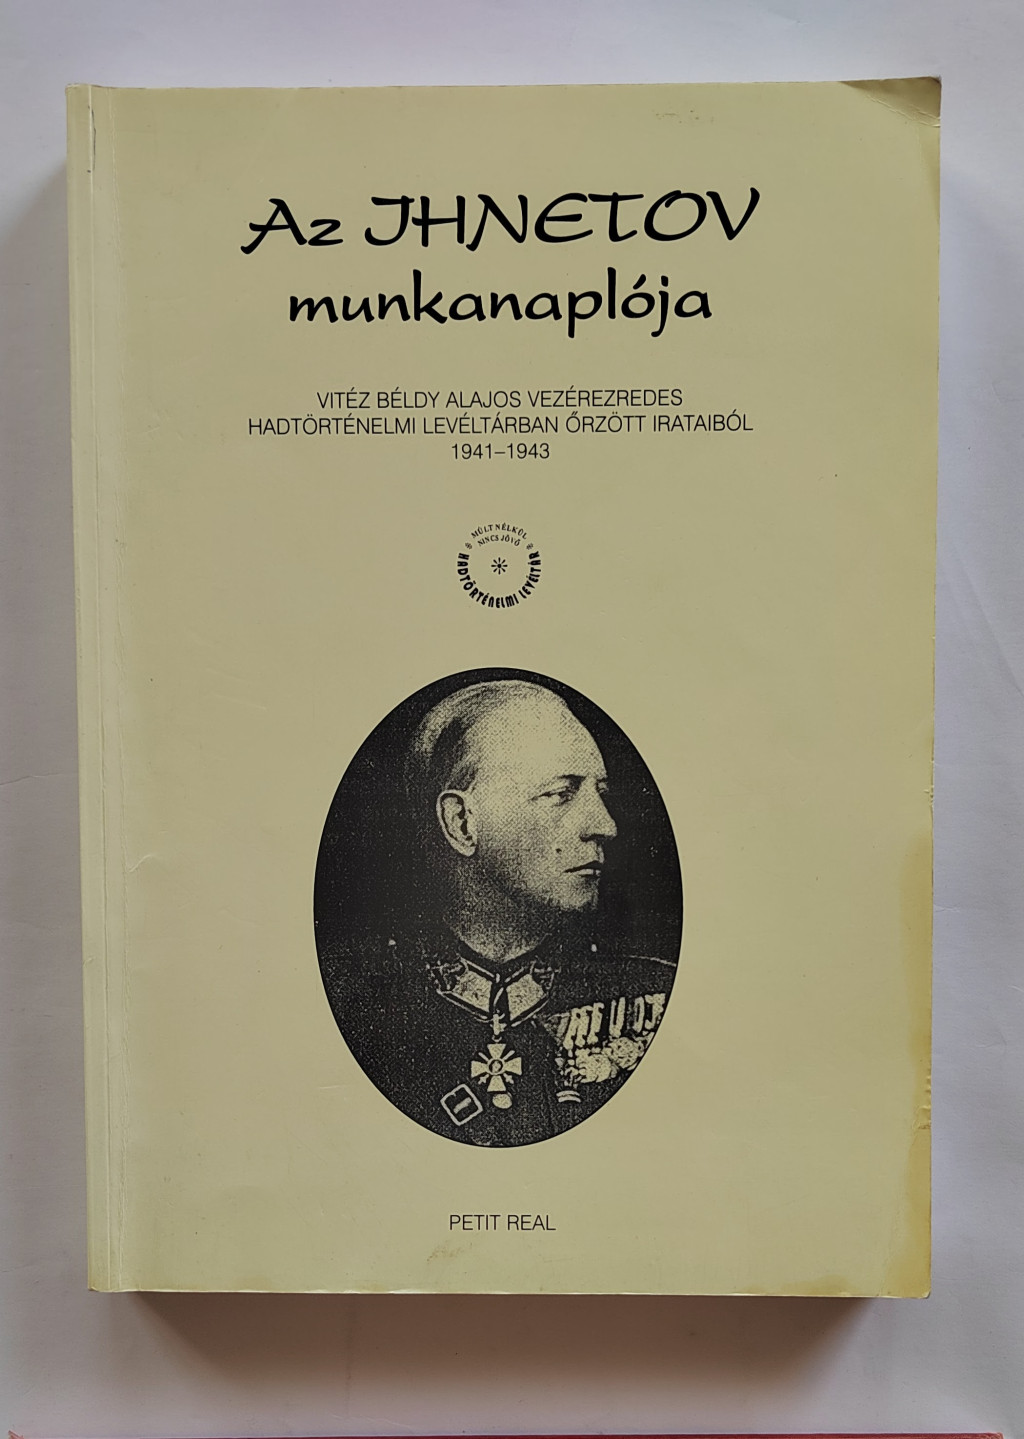 Az IHNETOV
munkanaplója
VITÉZ BÉLDY ALAJOS VEZÉREZREDES
HADTÖRTÉNELMI LEVÉLTÁRBAN ŐRZÖTT IRATAIBÓL
1941–1943
MÚLT NÉLKÜL
NINCS JÖVŐ
HADTÖRTÉNELMI LEVÉLTÁR
PETIT REAL